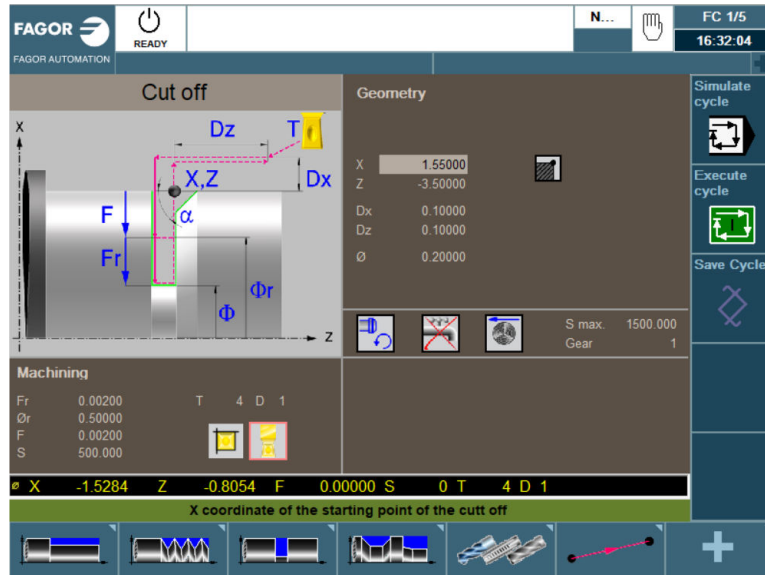 FAGOR
READY
N...
FC 1/5
16:32:04
FAGOR AUTOMATION
Cut off
X
Dz
T
X,Z
Dx
F
α
Fr
Φr
Φ
Z
Geometry
X 1.55000
Z -3.50000
Dx 0.10000
Dz 0.10000
Ø 0.20000
S max. 1500.000
Gear 1
Simulate cycle
Execute cycle
Save Cycle
Machining
Fr 0.00200 T 4 D 1
Ør 0.50000
F 0.00200
S 500.000
ø X -1.5284 Z -0.8054 F 0.00000 S 0 T 4 D 1
X coordinate of the starting point of the cutt off